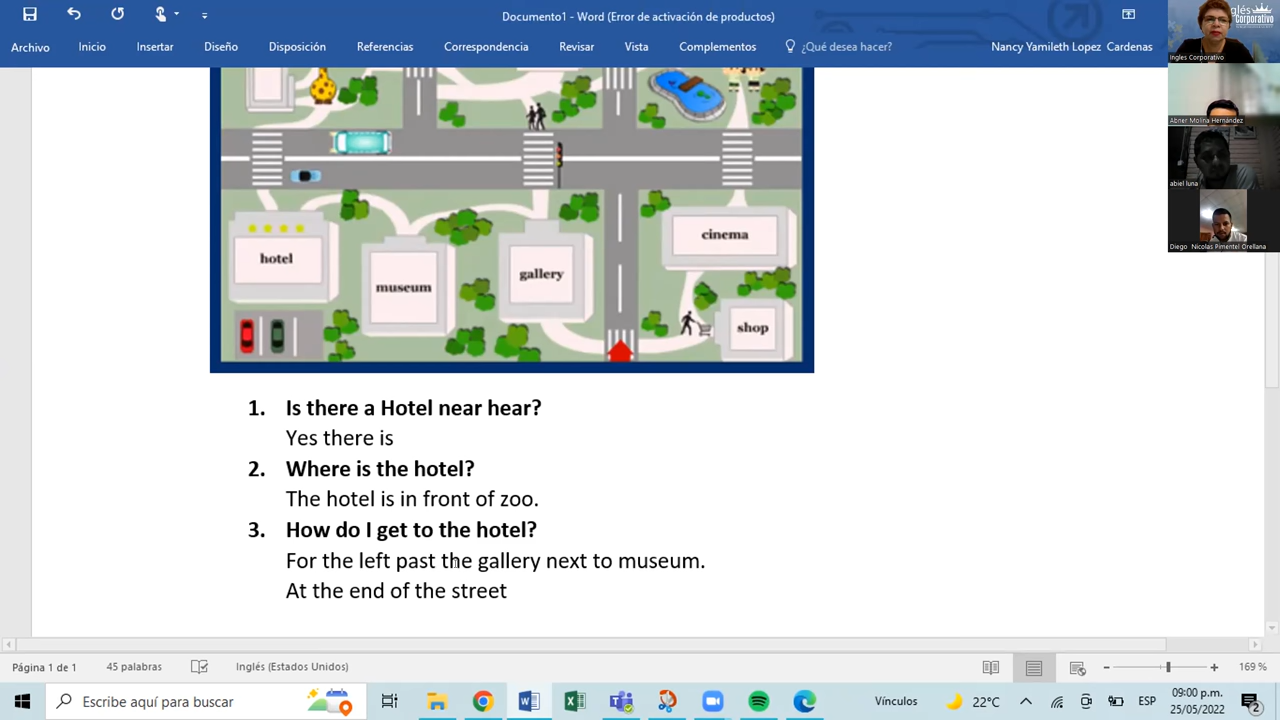 Documento1 - Word (Error de activación de productos)
Archivo Inicio Insertar Diseño Disposición Referencias Correspondencia Revisar Vista Complementos ¿Qué desea hacer? Nancy Yamileth Lopez Cardenas
Inglés
Corporativo
Ingles Corporativo
Abner Molina Hernández
abiel luna
Diego Nicolas Pimentel Orellana
hotel
museum
gallery
cinema
shop
1. Is there a Hotel near hear?
Yes there is
2. Where is the hotel?
The hotel is in front of zoo.
3. How do I get to the hotel?
For the left past the gallery next to museum.
At the end of the street
Página 1 de 1 45 palabras Inglés (Estados Unidos) 169 %
Escribe aquí para buscar Vínculos 22°C ESP 09:00 p.m.
25/05/2022 2